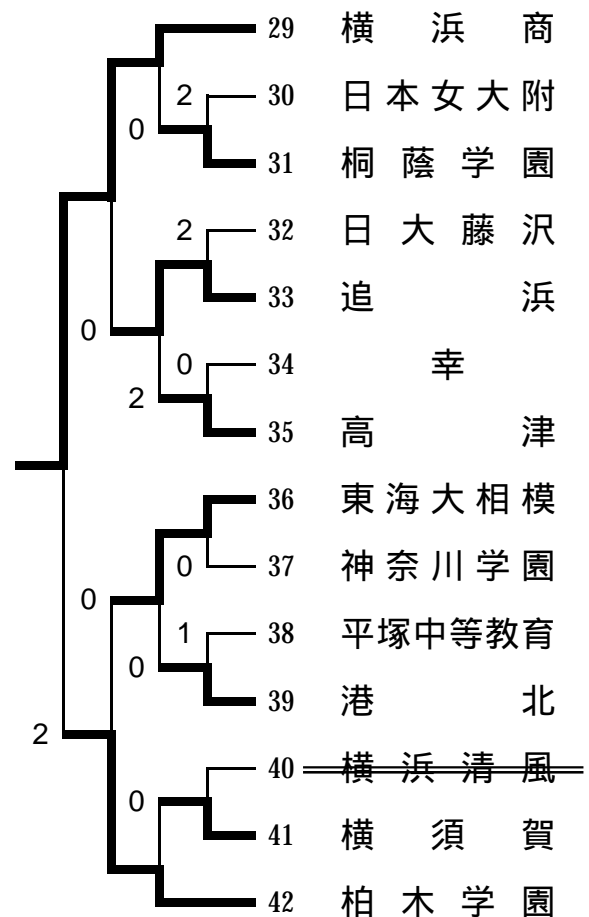 29 横浜商
2 30 日本女大附
0
31 桐蔭学園
2 32 日大藤沢
33 追浜
0
0 34 幸
2
35 高津
36 東海大相模
0 37 神奈川学園
0
1 38 平塚中等教育
0
39 港北
2
40 横浜清風
0
41 横須賀
42 柏木学園